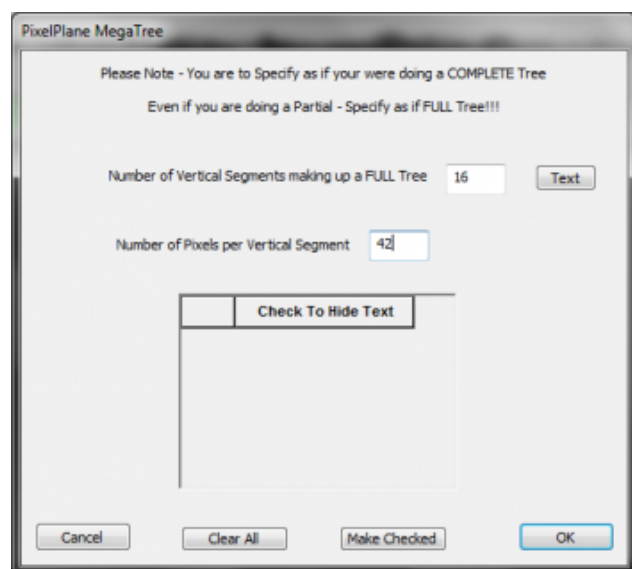 PixelPlane MegaTree
Please Note - You are to Specify as if your were doing a COMPLETE Tree
Even if you are doing a Partial - Specify as if FULL Tree!!!
Number of Vertical Segments making up a FULL Tree 16 Text
Number of Pixels per Vertical Segment 42
Check To Hide Text
Cancel Clear All Make Checked OK